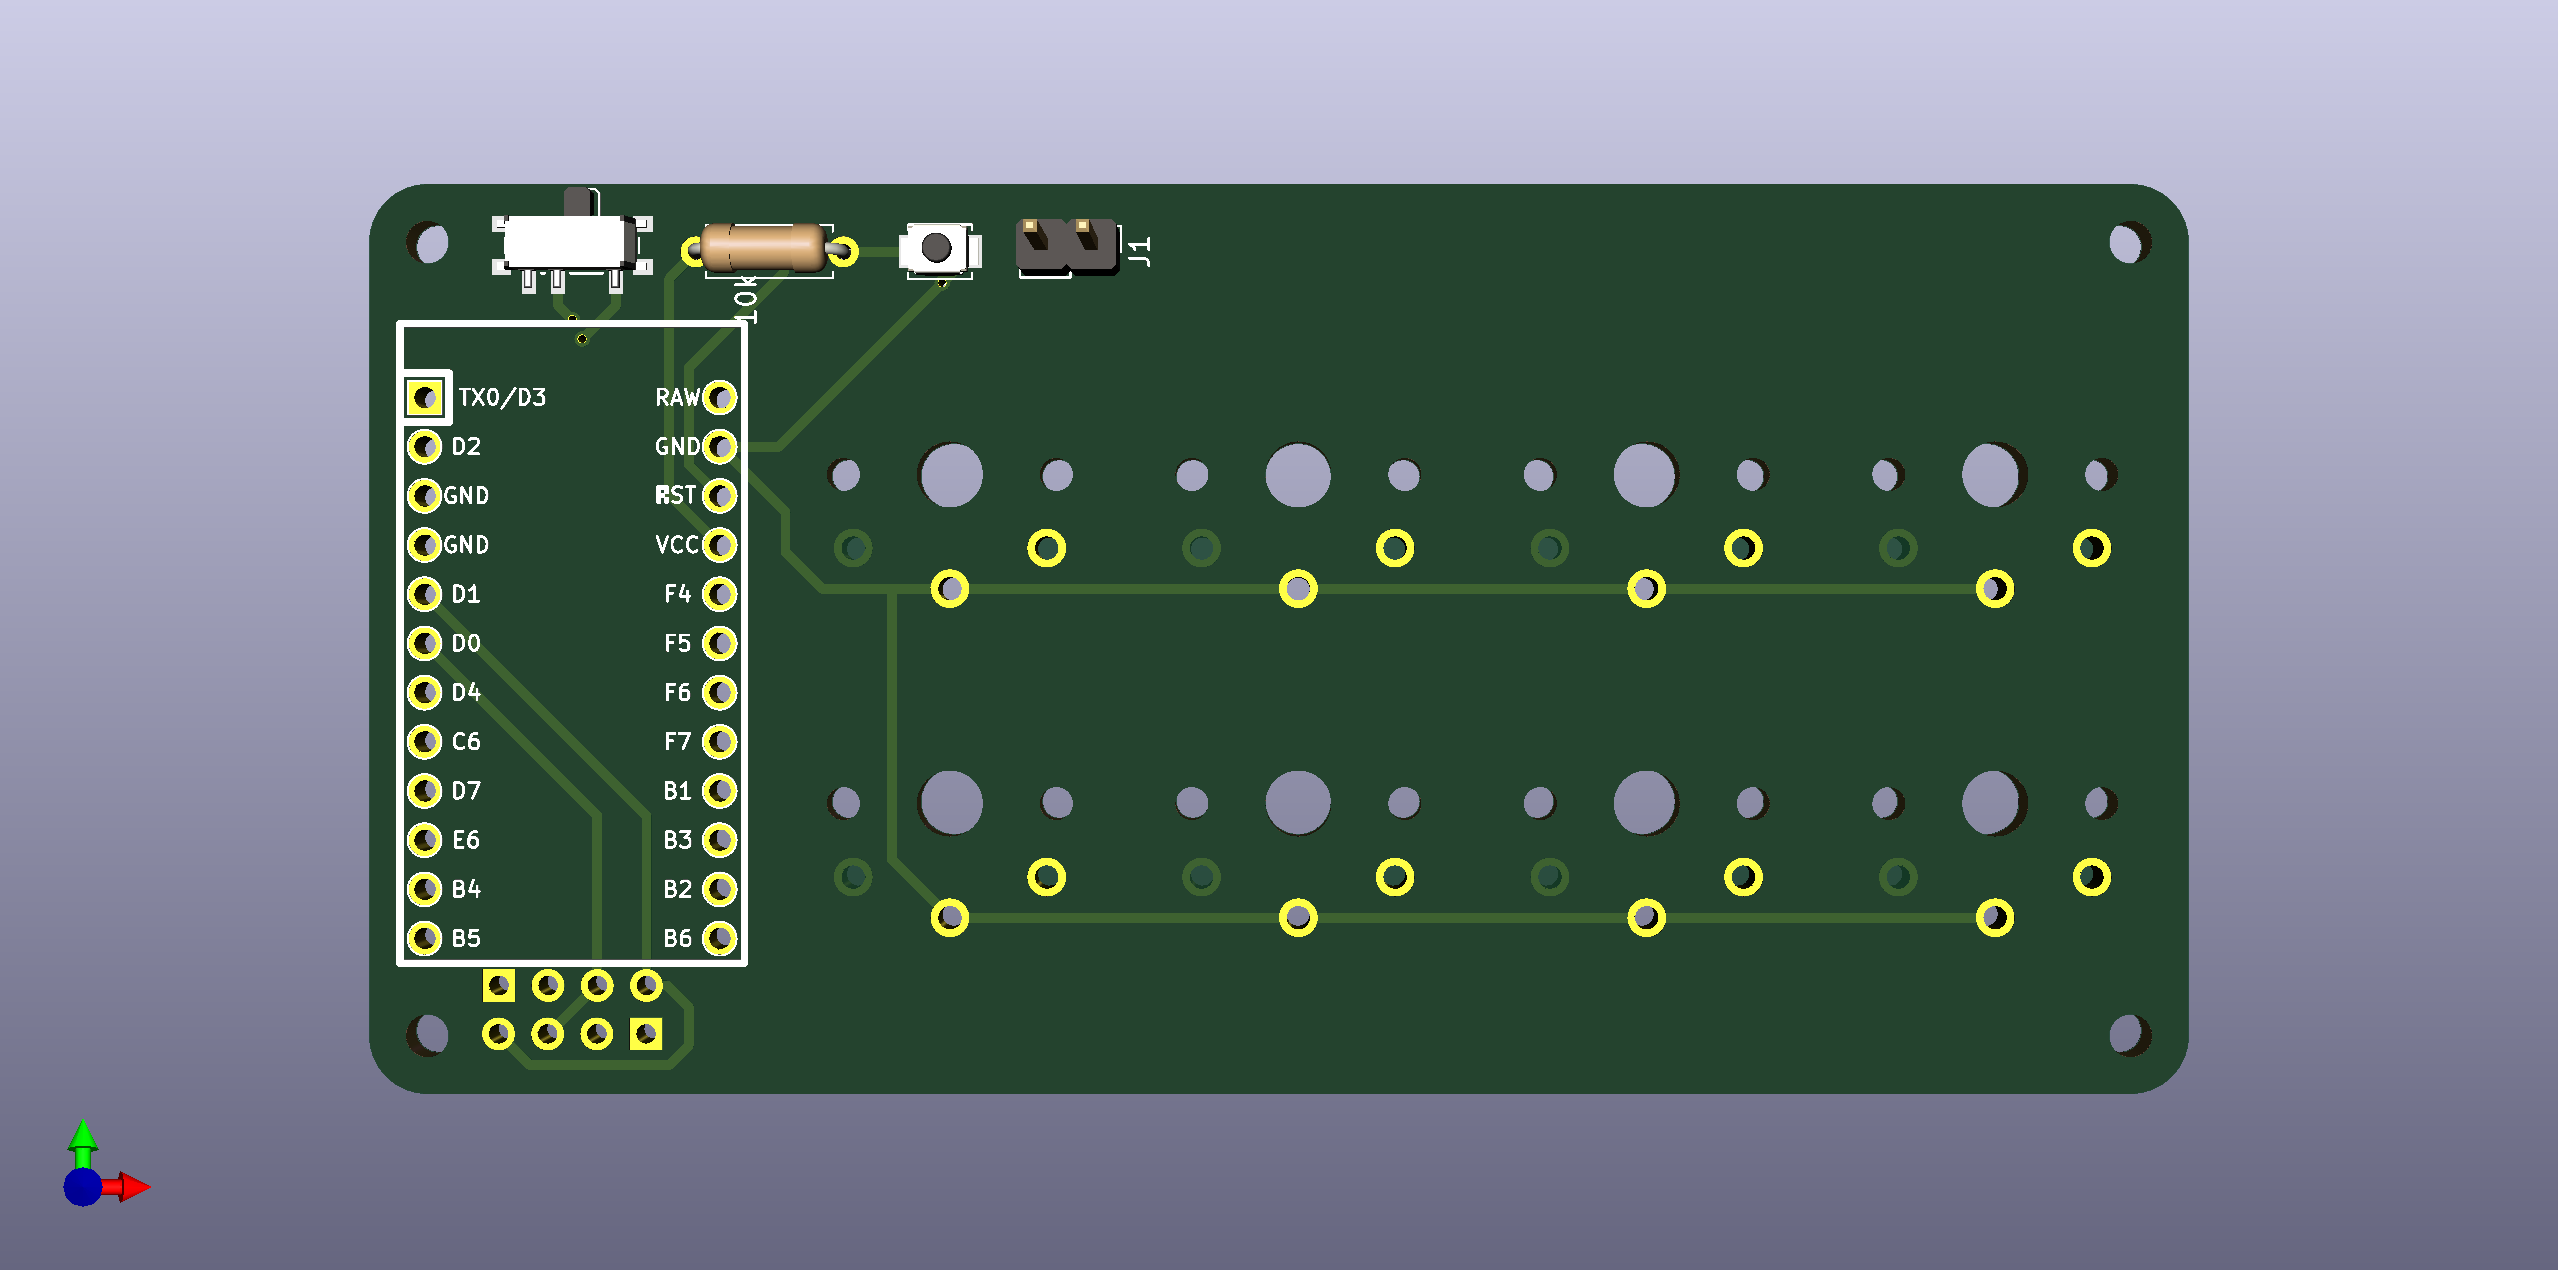 J1
10k
TX0/D3 RAW
D2 GND
GND RST
GND VCC
D1 F4
D0 F5
D4 F6
C6 F7
D7 B1
E6 B3
B4 B2
B5 B6